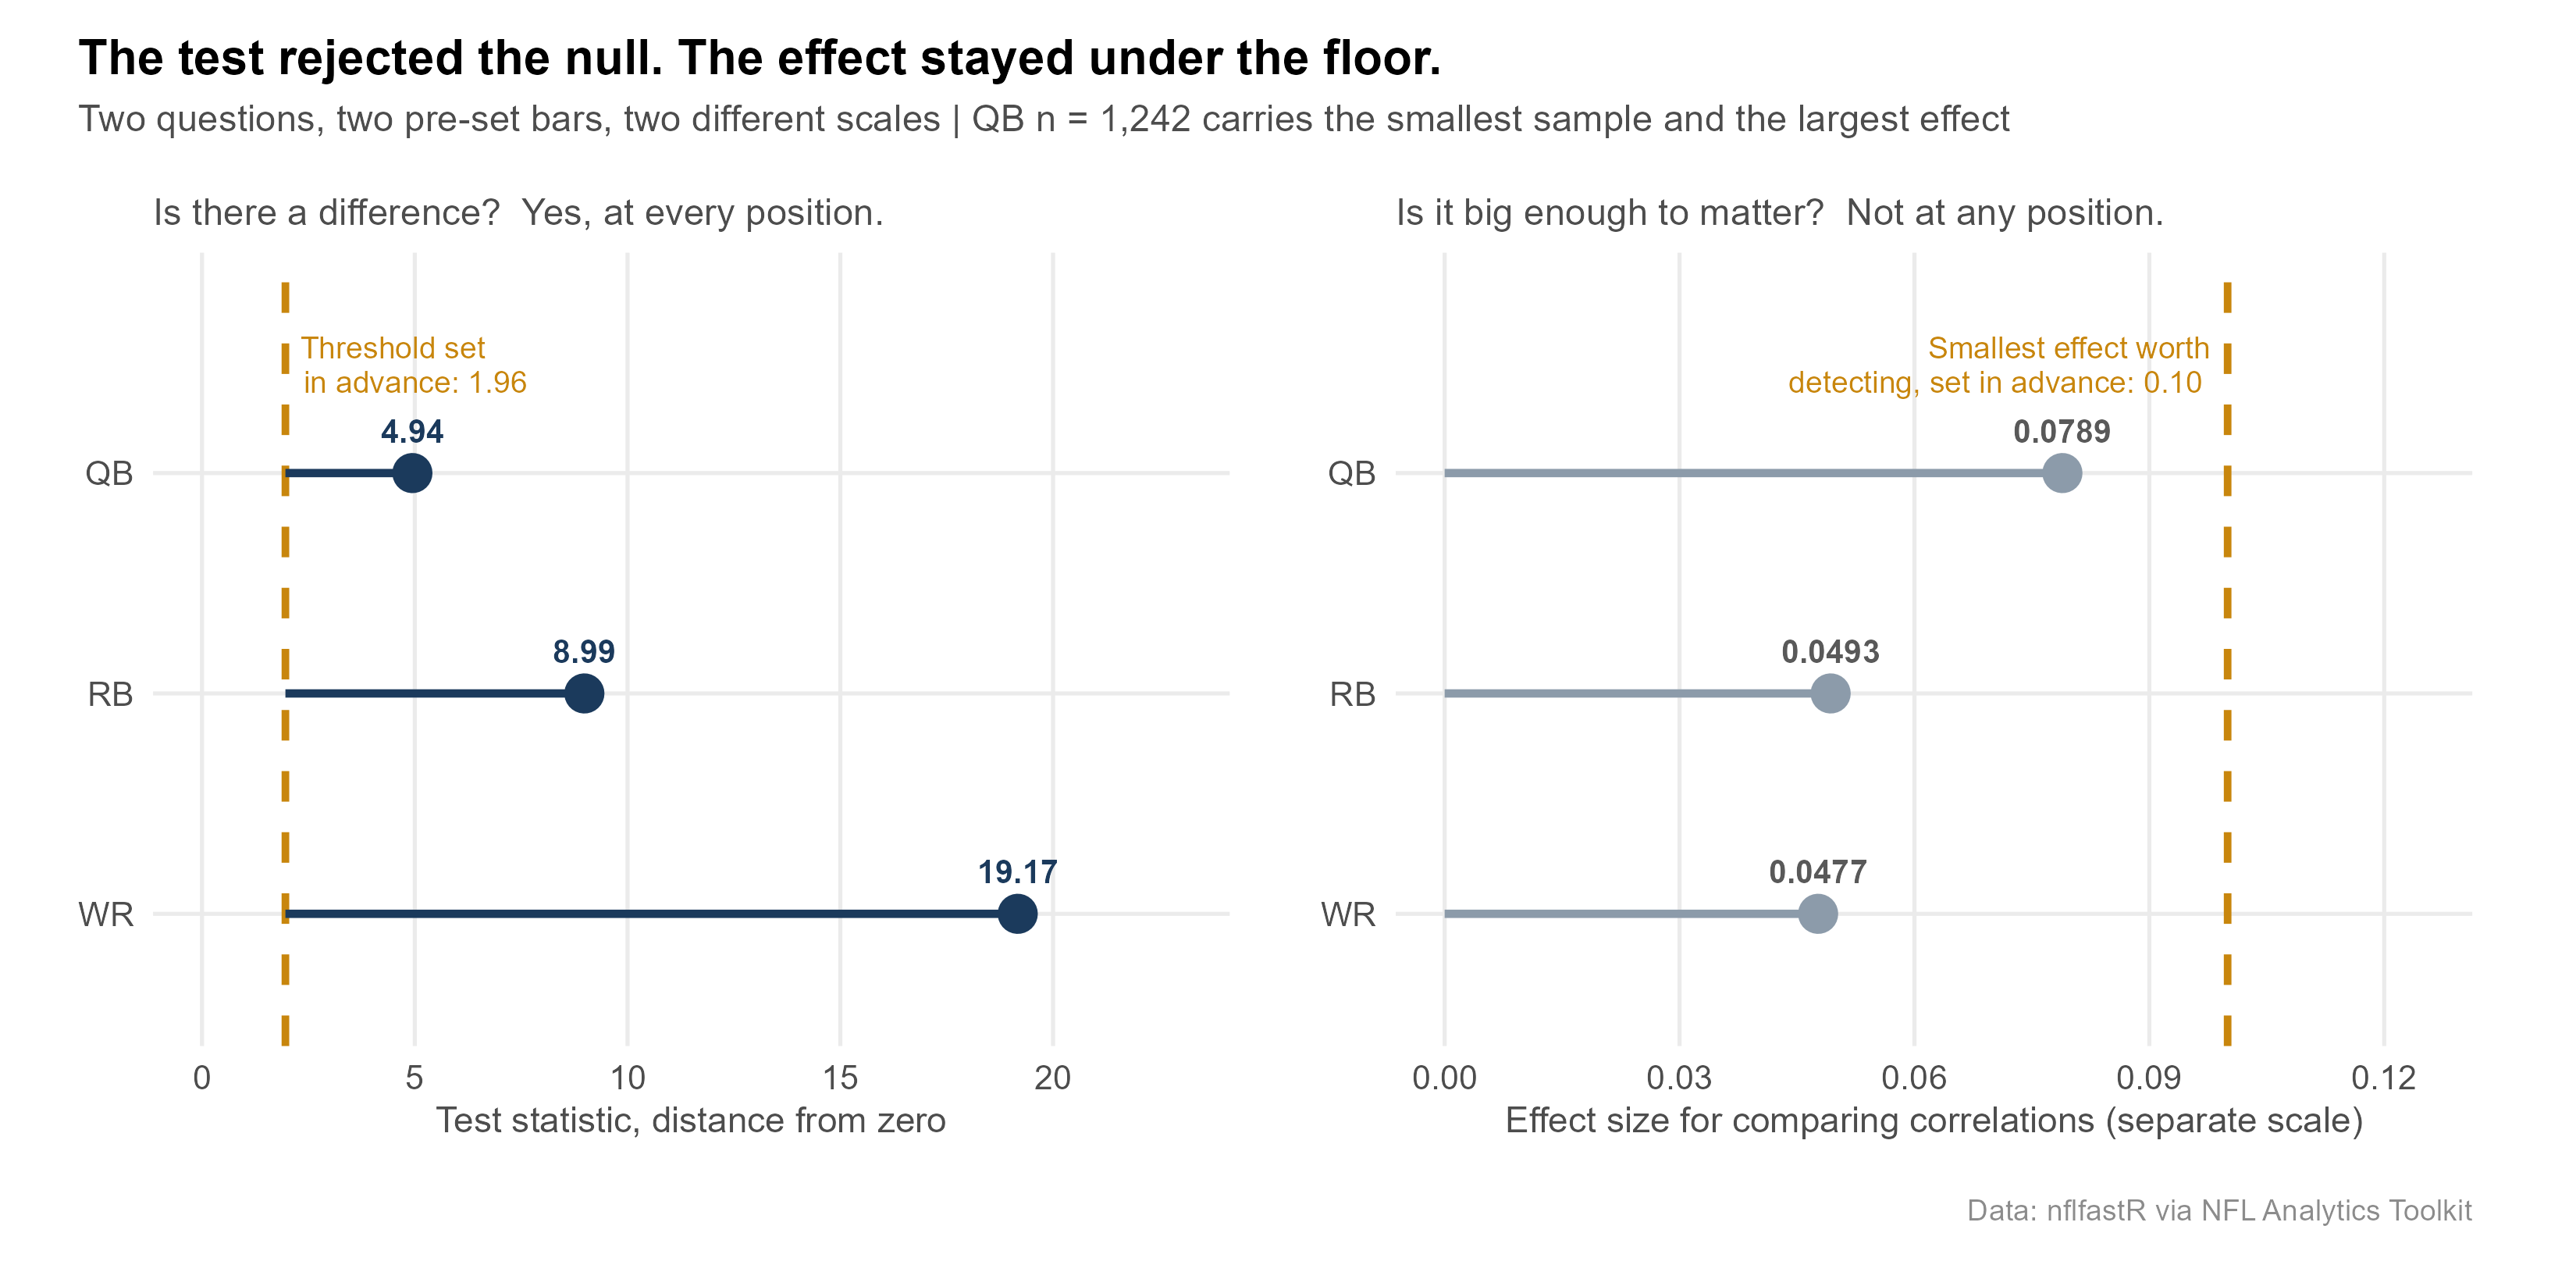 The test rejected the null. The effect stayed under the floor.
Two questions, two pre-set bars, two different scales | QB n = 1,242 carries the smallest sample and the largest effect
Is there a difference?  Yes, at every position.
Threshold set
in advance: 1.96
4.94
QB
8.99
RB
19.17
WR
0
5
10
15
20
Test statistic, distance from zero
Is it big enough to matter?  Not at any position.
Smallest effect worth
detecting, set in advance: 0.10
0.0789
QB
0.0493
RB
0.0477
WR
0.00
0.03
0.06
0.09
0.12
Effect size for comparing correlations (separate scale)
Data: nflfastR via NFL Analytics Toolkit